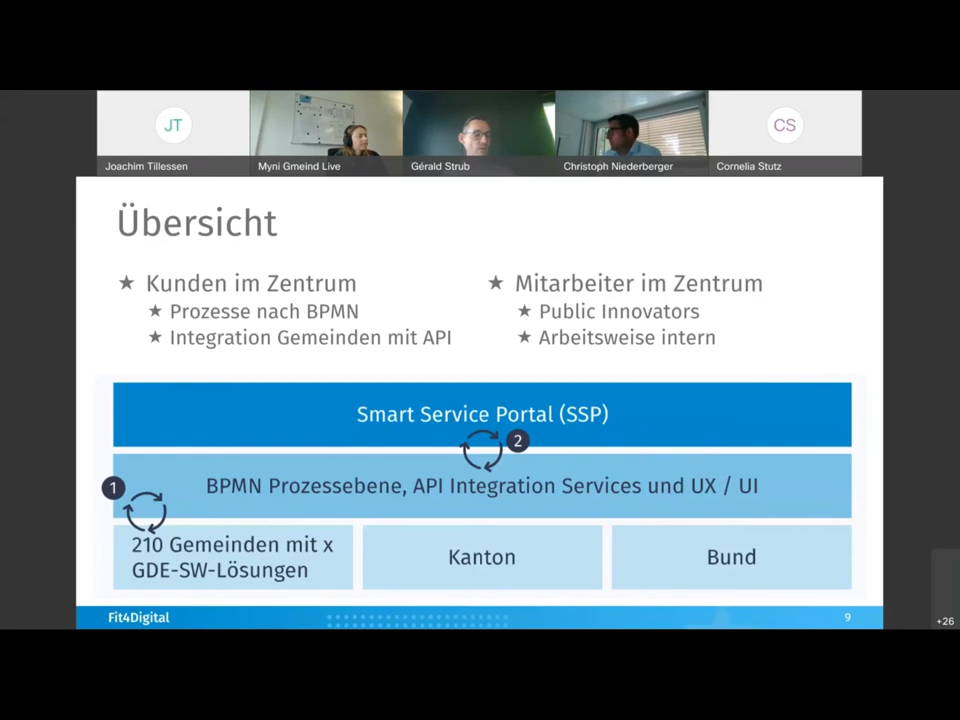 JT
CS
Joachim Tillessen
Myni Gmeind Live
Gérald Strub
Christoph Niederberger
Cornelia Stutz
Übersicht
★ Kunden im Zentrum
★ Prozesse nach BPMN
★ Integration Gemeinden mit API
★ Mitarbeiter im Zentrum
★ Public Innovators
★ Arbeitsweise intern
Smart Service Portal (SSP)
2
1
BPMN Prozessebene, API Integration Services und UX / UI
210 Gemeinden mit x
GDE-SW-Lösungen
Kanton
Bund
Fit4Digital
9
+26